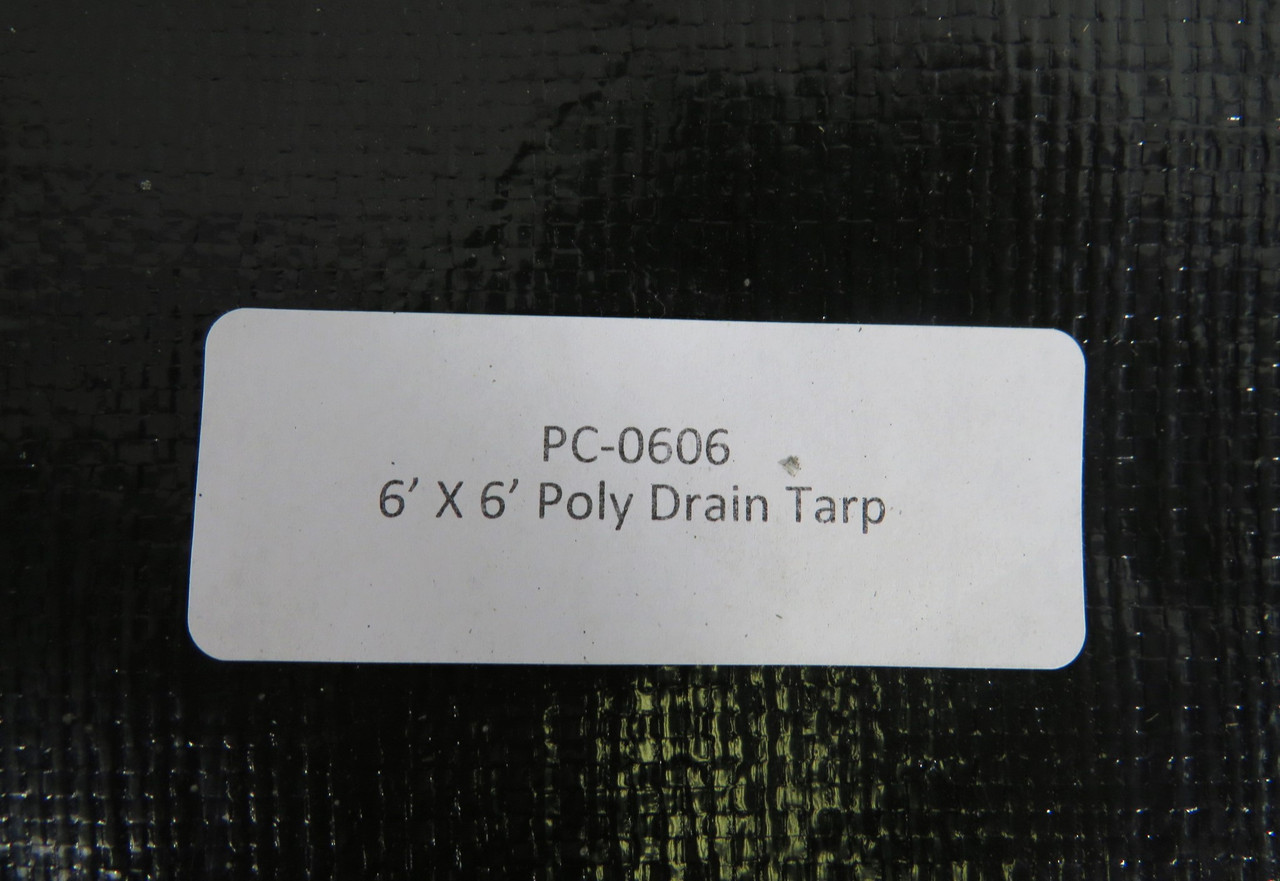 PC-0606
6’ X 6’ Poly Drain Tarp